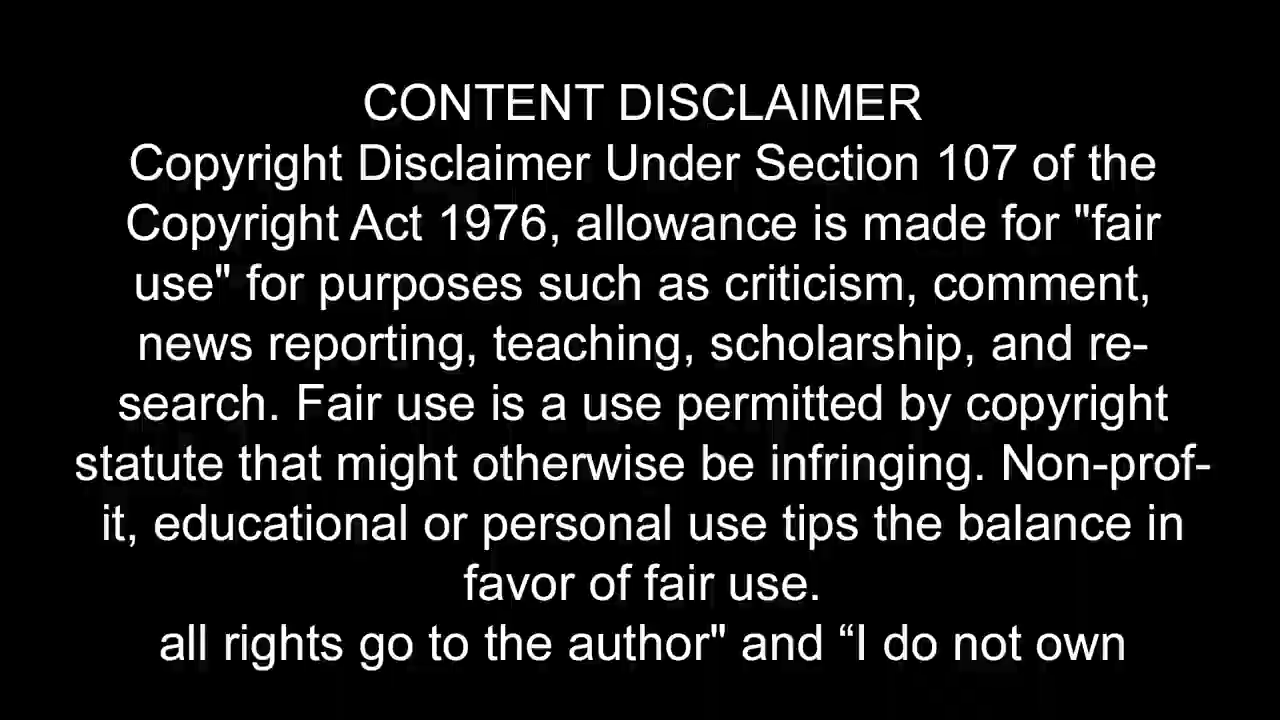 CONTENT DISCLAIMER
Copyright Disclaimer Under Section 107 of the
Copyright Act 1976, allowance is made for "fair
use" for purposes such as criticism, comment,
news reporting, teaching, scholarship, and re-
search. Fair use is a use permitted by copyright
statute that might otherwise be infringing. Non-prof-
it, educational or personal use tips the balance in
favor of fair use.
all rights go to the author" and “I do not own